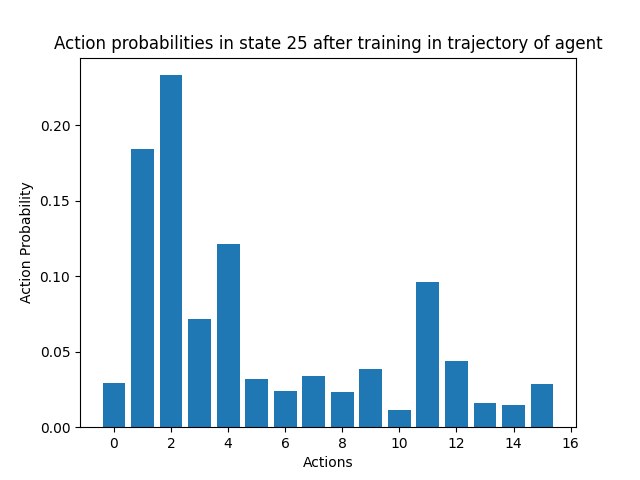 Action probabilities in state 25 after training in trajectory of agent
0.20
0.15
0.10
0.05
0.00
Action Probability
0 2 4 6 8 10 12 14 16
Actions